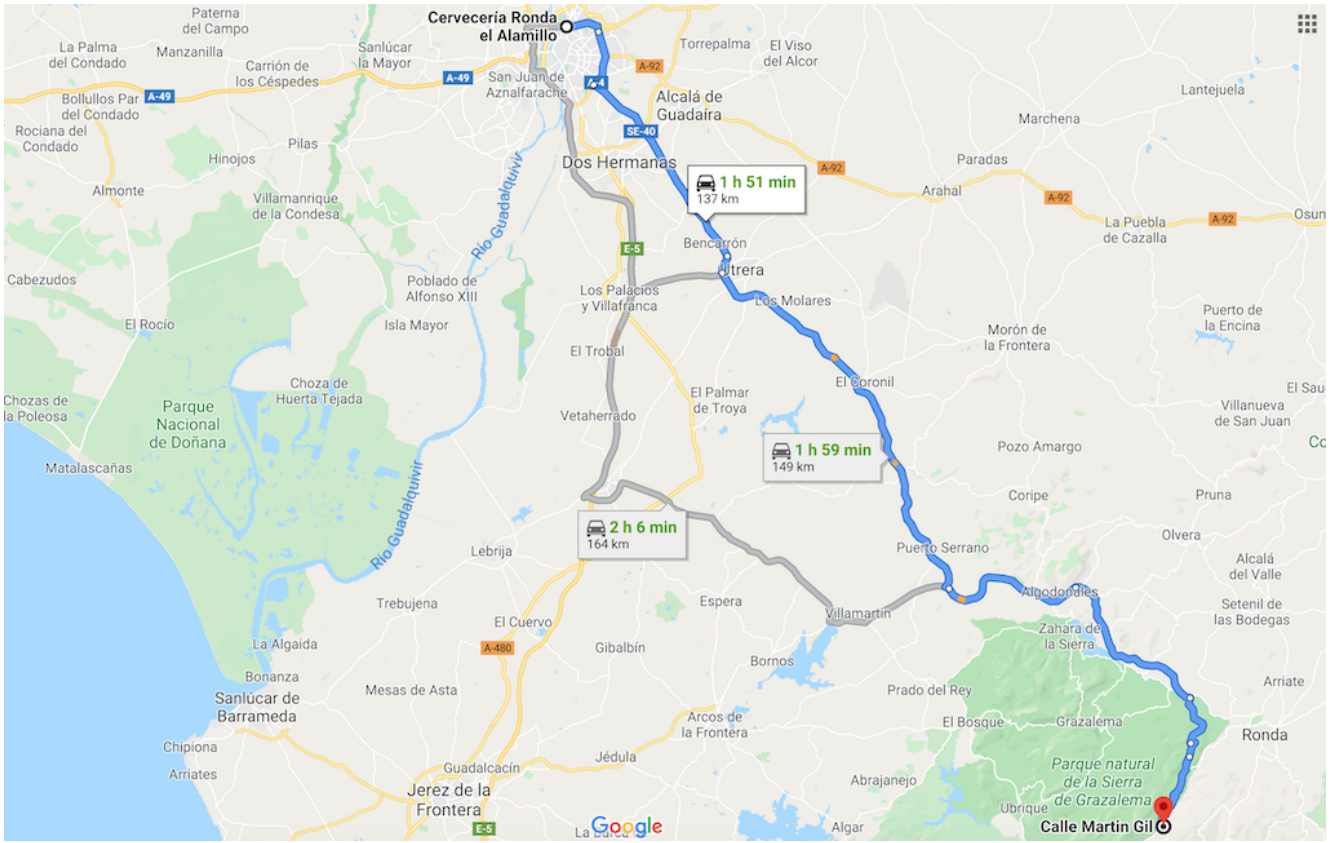 Paterna
del Campo
Cervecería Ronda
el Alamillo
La Palma
del Condado
Manzanilla
Sanlúcar
la Mayor
Torrepalma
El Viso
del Alcor
Carrión de
los Céspedes
A-49
San Juan de
Aznalfarache
A-4
A-92
Lantejuela
Bollullos Par
del Condado
A-49
Alcalá de
Guadaíra
Marchena
Rociana del
Condado
Hinojos
Pilas
SE-40
Dos Hermanas
A-92
Paradas
Almonte
Villamanrique
de la Condesa
Río Guadalquivir
1 h 51 min
137 km
Arahal
A-92
La Puebla
de Cazalla
A-92
Osun
E-5
Bencarrón
Cabezudos
Poblado de
Alfonso XIII
Los Palacios
y Villafranca
Utrera
Los Molares
El Rocío
Isla Mayor
El Trobal
Morón de
la Frontera
Puerto de
la Encina
Chozas de
la Poleosa
Parque
Nacional
de Doñana
Choza de
Huerta Tejada
Vetaherrado
El Palmar
de Troya
El Coronil
El Sau
Villanueva
de San Juan
Co
Matalascañas
1 h 59 min
149 km
Pozo Amargo
Río Guadalquivir
2 h 6 min
164 km
Coripe
Pruna
Lebrija
Puerto Serrano
Olvera
Trebujena
Espera
Villamartin
Algodonales
Alcalá
del Valle
El Cuervo
Setenil de
las Bodegas
La Algaida
A-480
Gibalbín
Zahara de
la Sierra
Bonanza
Mesas de Asta
Bornos
Prado del Rey
Arriate
Sanlúcar de
Barrameda
Arcos de
la Frontera
El Bosque
Grazalema
Ronda
Chipiona
Arriates
Guadalcacín
Jédula
Jerez de la
Frontera
Abrajanejo
Parque natural
de la Sierra
de Grazalema
Ubrique
E-5
La Barca
Google
Algar
Calle Martin Gil